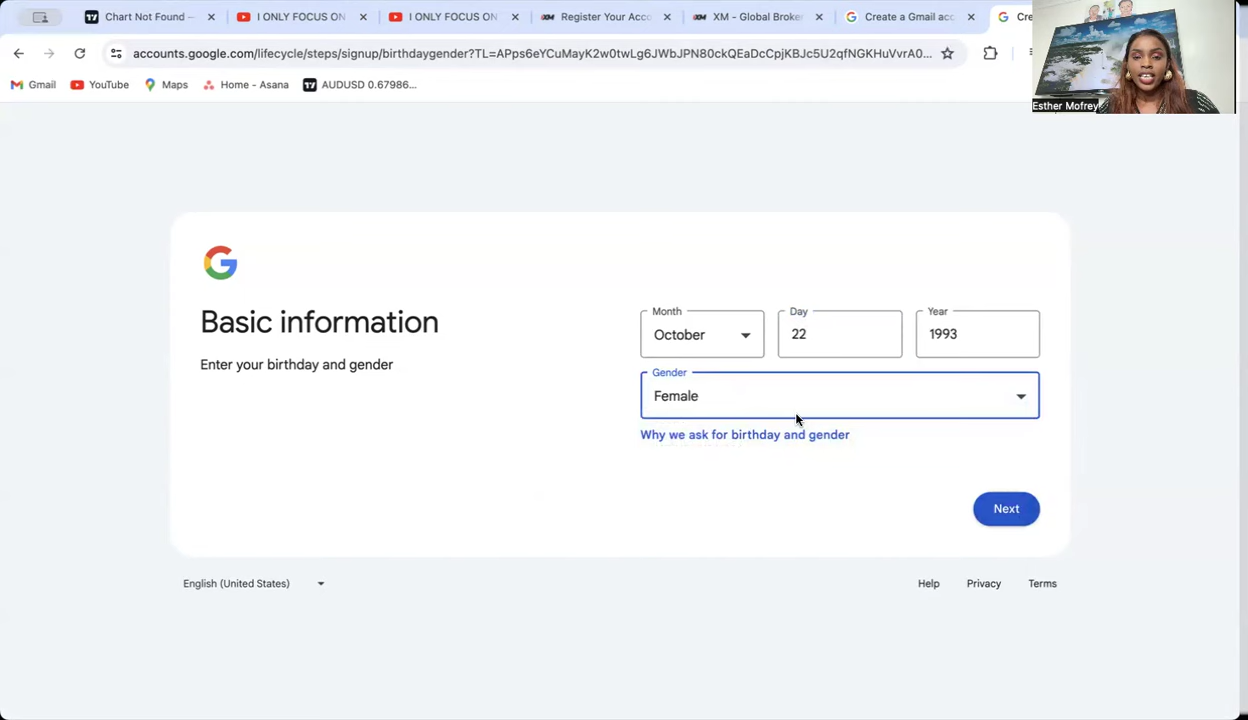 Chart Not Found —
I ONLY FOCUS ON
I ONLY FOCUS ON
Register Your Acco
XM - Global Broker
Create a Gmail acc
Cre
accounts.google.com/lifecycle/steps/signup/birthdaygender?TL=APps6eYCuMayK2w0twLg6JWbJPN80ckQEaDcCpjKBJc5U2qfNGKHuVvrA0...
Gmail
YouTube
Maps
Home - Asana
AUDUSD 0.67986...
Esther Mofrey
Basic information
Enter your birthday and gender
Month
Day
Year
October
22
1993
Gender
Female
Why we ask for birthday and gender
Next
English (United States)
Help
Privacy
Terms